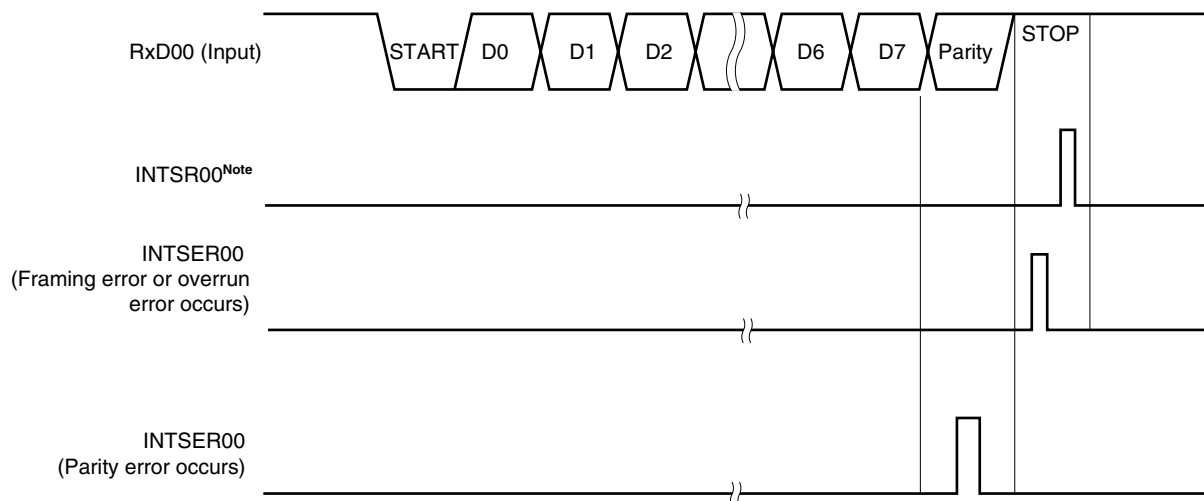 RxD00 (Input)
START D0 D1 D2 D6 D7 Parity STOP
INTSR00Note
INTSER00
(Framing error or overrun
error occurs)
INTSER00
(Parity error occurs)